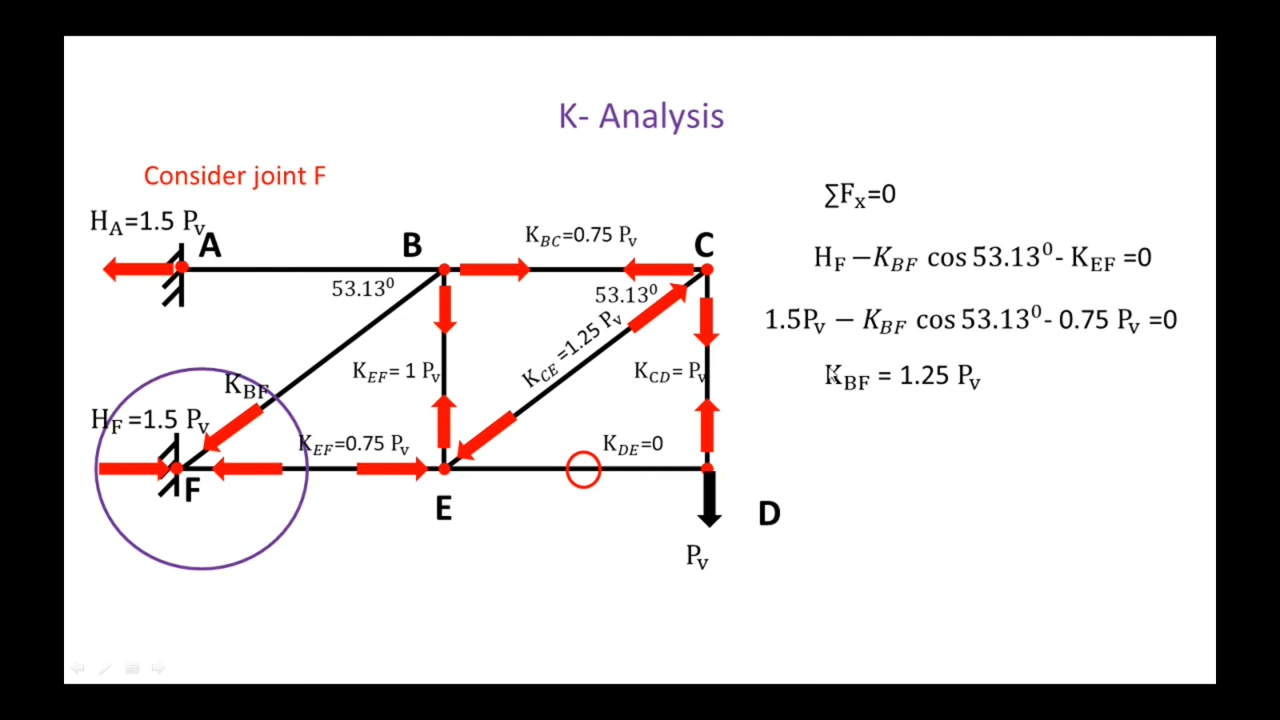 K- Analysis
Consider joint F
H_A=1.5 P_v
A
B
K_BC=0.75 P_v
C
53.13⁰
53.13⁰
K_EF= 1 P_v
K_CE =1.25 P_v
K_CD= P_v
K_BF
H_F =1.5 P_v
K_EF=0.75 P_v
K_DE=0
F
E
D
P_v
∑F_x=0
H_F −K_BF cos 53.13⁰- K_EF =0
1.5P_v − K_BF cos 53.13⁰- 0.75 P_v =0
K_BF = 1.25 P_v